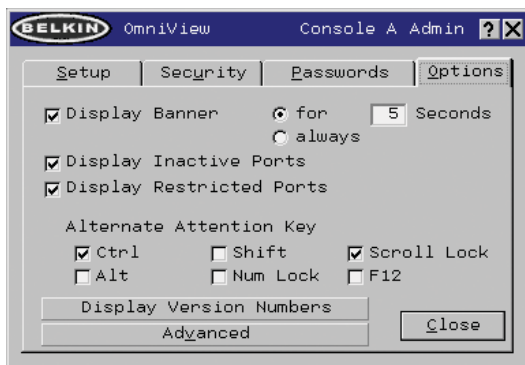 BELKIN OmniView Console A Admin ? X
Setup Security Passwords Options
Display Banner for 5 Seconds
always
Display Inactive Ports
Display Restricted Ports
Alternate Attention Key
Ctrl Shift Scroll Lock
Alt Num Lock F12
Display Version Numbers
Advanced
Close